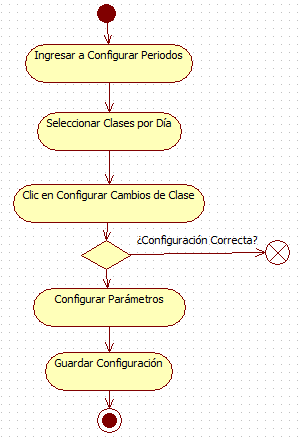 Ingresar a Configurar Periodos
Seleccionar Clases por Día
Clic en Configurar Cambios de Clase
¿Configuración Correcta?
Configurar Parámetros
Guardar Configuración